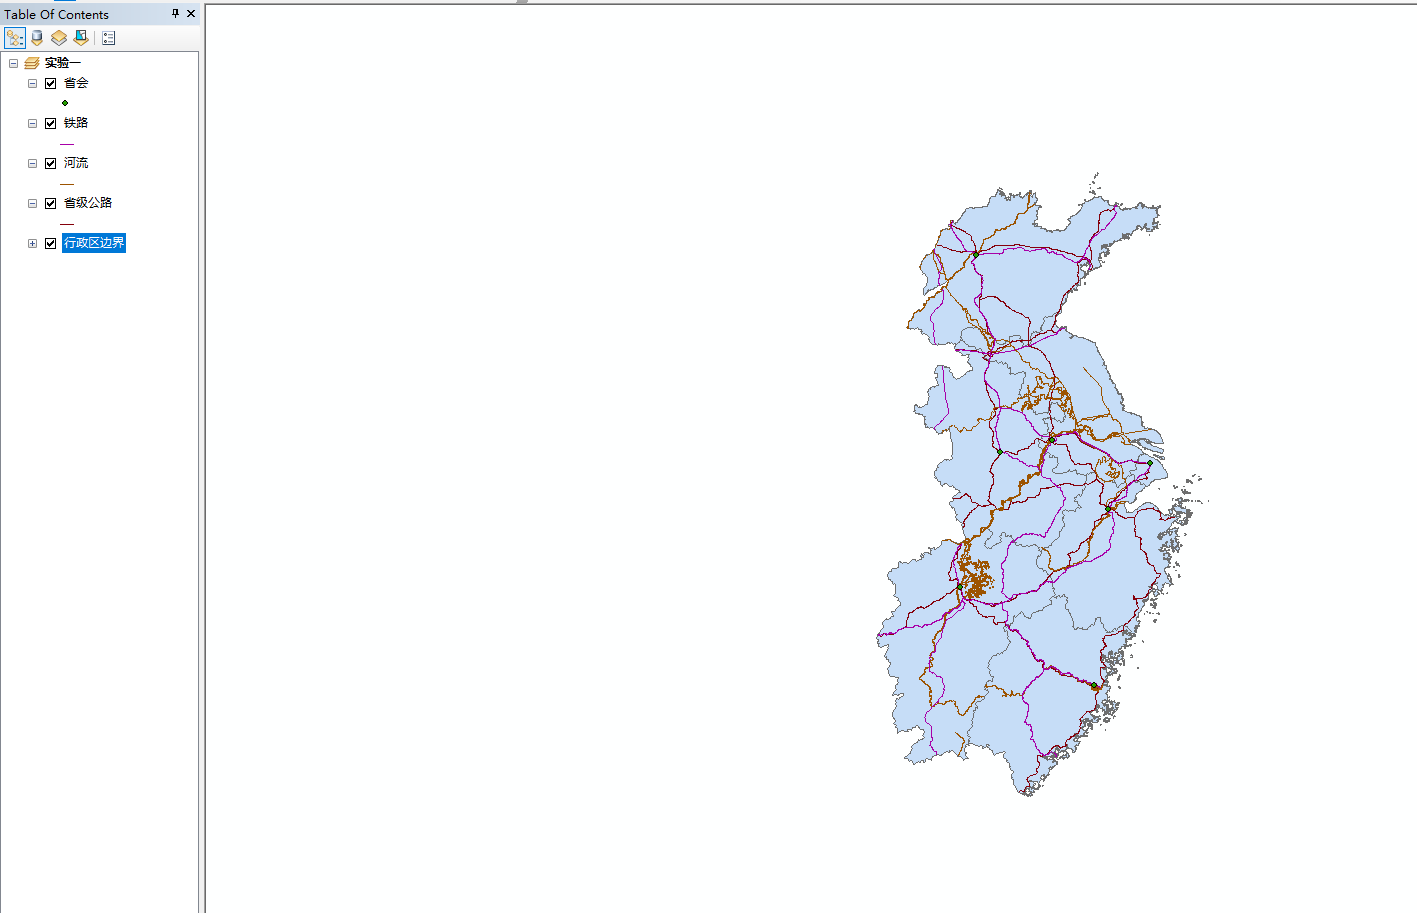 Table Of Contents
实验一
省会
铁路
河流
省级公路
行政区边界